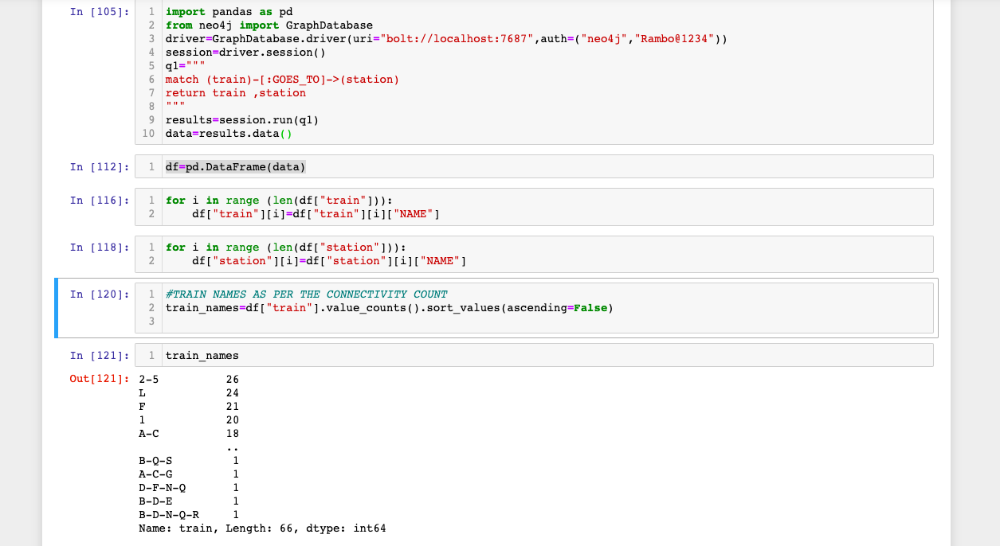 In [105]:
1 import pandas as pd
2 from neo4j import GraphDatabase
3 driver=GraphDatabase.driver(uri="bolt://localhost:7687",auth=("neo4j","Rambo@1234"))
4 session=driver.session()
5 q1="""
6 match (train)-[:GOES_TO]->(station)
7 return train ,station
8 """
9 results=session.run(q1)
10 data=results.data()
In [112]:
1 df=pd.DataFrame(data)
In [116]:
1 for i in range (len(df["train"])):
2     df["train"][i]=df["train"][i]["NAME"]
In [118]:
1 for i in range (len(df["station"])):
2     df["station"][i]=df["station"][i]["NAME"]
In [120]:
1 #TRAIN NAMES AS PER THE CONNECTIVITY COUNT
2 train_names=df["train"].value_counts().sort_values(ascending=False)
3
In [121]:
1 train_names
Out[121]:
2-5          26
L            24
F            21
1            20
A-C          18
             ..
B-Q-S         1
A-C-G         1
D-F-N-Q       1
B-D-E         1
B-D-N-Q-R     1
Name: train, Length: 66, dtype: int64